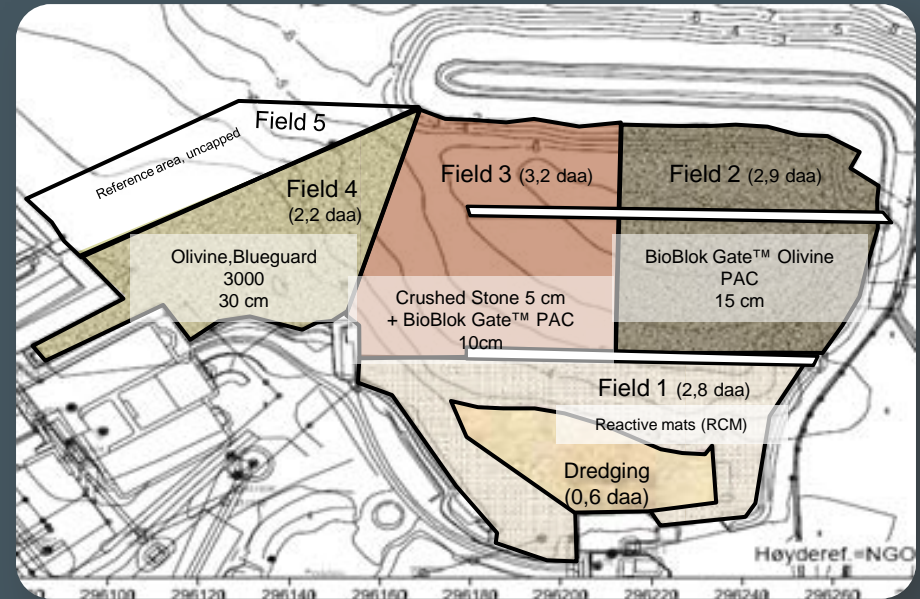 Field 5
Reference area, uncapped
Field 4
(2,2 daa)
Olivine,Blueguard
3000
30 cm
Field 3 (3,2 daa)
Crushed Stone 5 cm
+ BioBlok Gate™ PAC
10cm
Field 2 (2,9 daa)
BioBlok Gate™ Olivine
PAC
15 cm
Field 1 (2,8 daa)
Reactive mats (RCM)
Dredging
(0,6 daa)
Høyderef.=NGO
296100 296120 296140 296160 296180 296200 296220 296240 296260